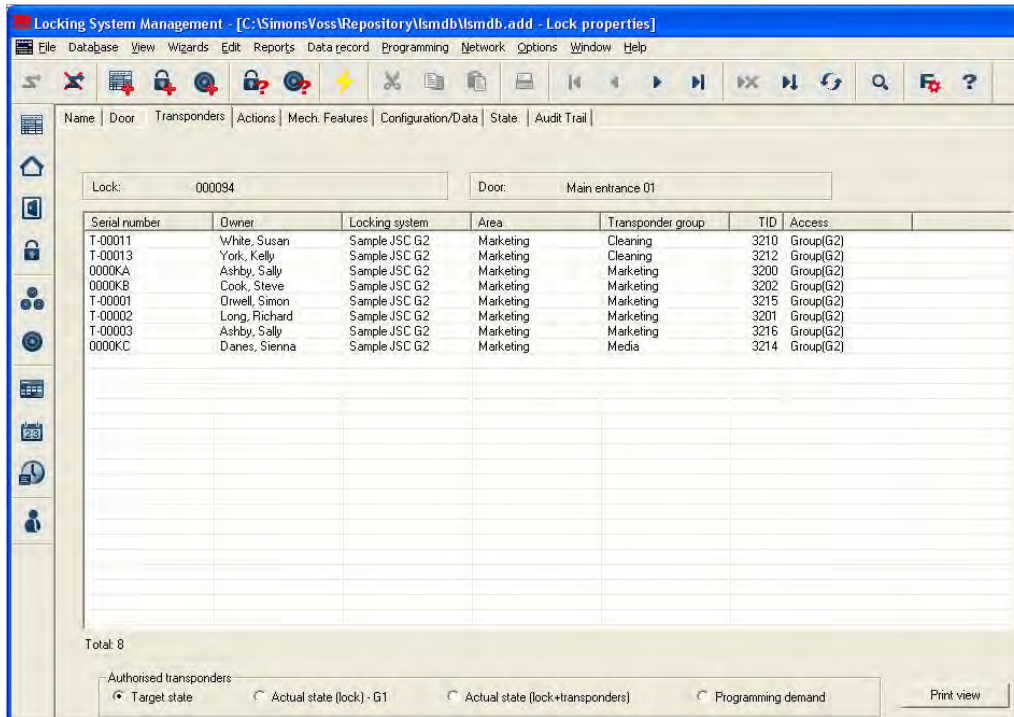 Locking System Management - [C:\SimonsVoss\Repository\lsmdb\lsmdb.add - Lock properties]
File Database View Wizards Edit Reports Data record Programming Network Options Window Help
Name Door Transponders Actions Mech. Features Configuration/Data State Audit Trail
Lock: 000094 Door: Main entrance 01
Serial number Owner Locking system Area Transponder group TID Access
T-00011 White, Susan Sample JSC G2 Marketing Cleaning 3210 Group(G2)
T-00013 York, Kelly Sample JSC G2 Marketing Cleaning 3212 Group(G2)
0000KA Ashby, Sally Sample JSC G2 Marketing Marketing 3200 Group(G2)
0000KB Cook, Steve Sample JSC G2 Marketing Marketing 3202 Group(G2)
T-00001 Orwell, Simon Sample JSC G2 Marketing Marketing 3215 Group(G2)
T-00002 Long, Richard Sample JSC G2 Marketing Marketing 3201 Group(G2)
T-00003 Ashby, Sally Sample JSC G2 Marketing Marketing 3216 Group(G2)
0000KC Danes, Sienna Sample JSC G2 Marketing Media 3214 Group(G2)
23
Total: 8
Authorised transponders
Target state Actual state (lock) - G1 Actual state (lock+transponders) Programming demand Print view